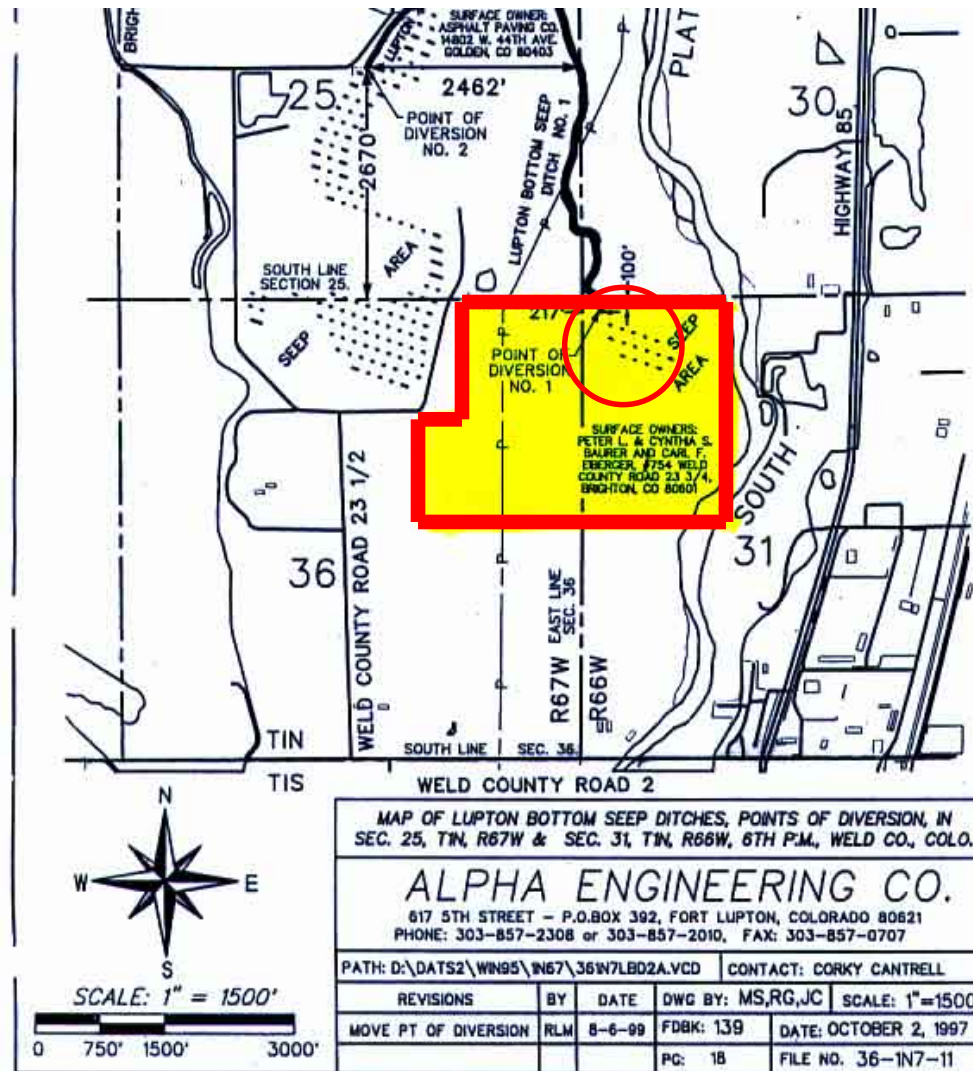 BRIGH
SURFACE OWNER:
ASPHALT PAVING CO.
14802 W. 44TH AVE.
GOLDEN, CO 80403
LUPTON
PLAT
25
2462'
30
POINT OF
DIVERSION
NO. 2
2670'
LUPTON BOTTOM SEEP
DITCH NO. 1
HIGHWAY 85
SEEP AREA
SOUTH LINE
SECTION 25.
100'
217'
POINT OF
DIVERSION
NO. 1
SEEP
AREA
SURFACE OWNERS:
PETER L. & CYNTHIA S.
BAURER AND CARL F.
EIBERGER, #754 WELD
COUNTY ROAD 23 3/4,
BRIGHTON, CO 80601
SOUTH
36
WELD COUNTY ROAD 23 1/2
31
EAST LINE
SEC. 36
R67W
R66W
T1N
SOUTH LINE SEC. 36.
T1S
WELD COUNTY ROAD 2
N
W E
S
SCALE: 1" = 1500'
0 750' 1500' 3000'
MAP OF LUPTON BOTTOM SEEP DITCHES, POINTS OF DIVERSION, IN
SEC. 25, T1N, R67W & SEC. 31, T1N, R66W, 6TH P.M., WELD CO., COLO.
ALPHA ENGINEERING CO.
617 5TH STREET – P.O.BOX 392, FORT LUPTON, COLORADO 80621
PHONE: 303–857–2308 or 303–857–2010, FAX: 303–857–0707
PATH: D:\DATS2\WIN95\1N67\361N7LBD2A.VCD CONTACT: CORKY CANTRELL
REVISIONS BY DATE DWG BY: MS,RG,JC SCALE: 1"=1500
MOVE PT OF DIVERSION RLM 8–6–99 FDBK: 139 DATE: OCTOBER 2, 1997
PG: 18 FILE NO. 36–1N7–11